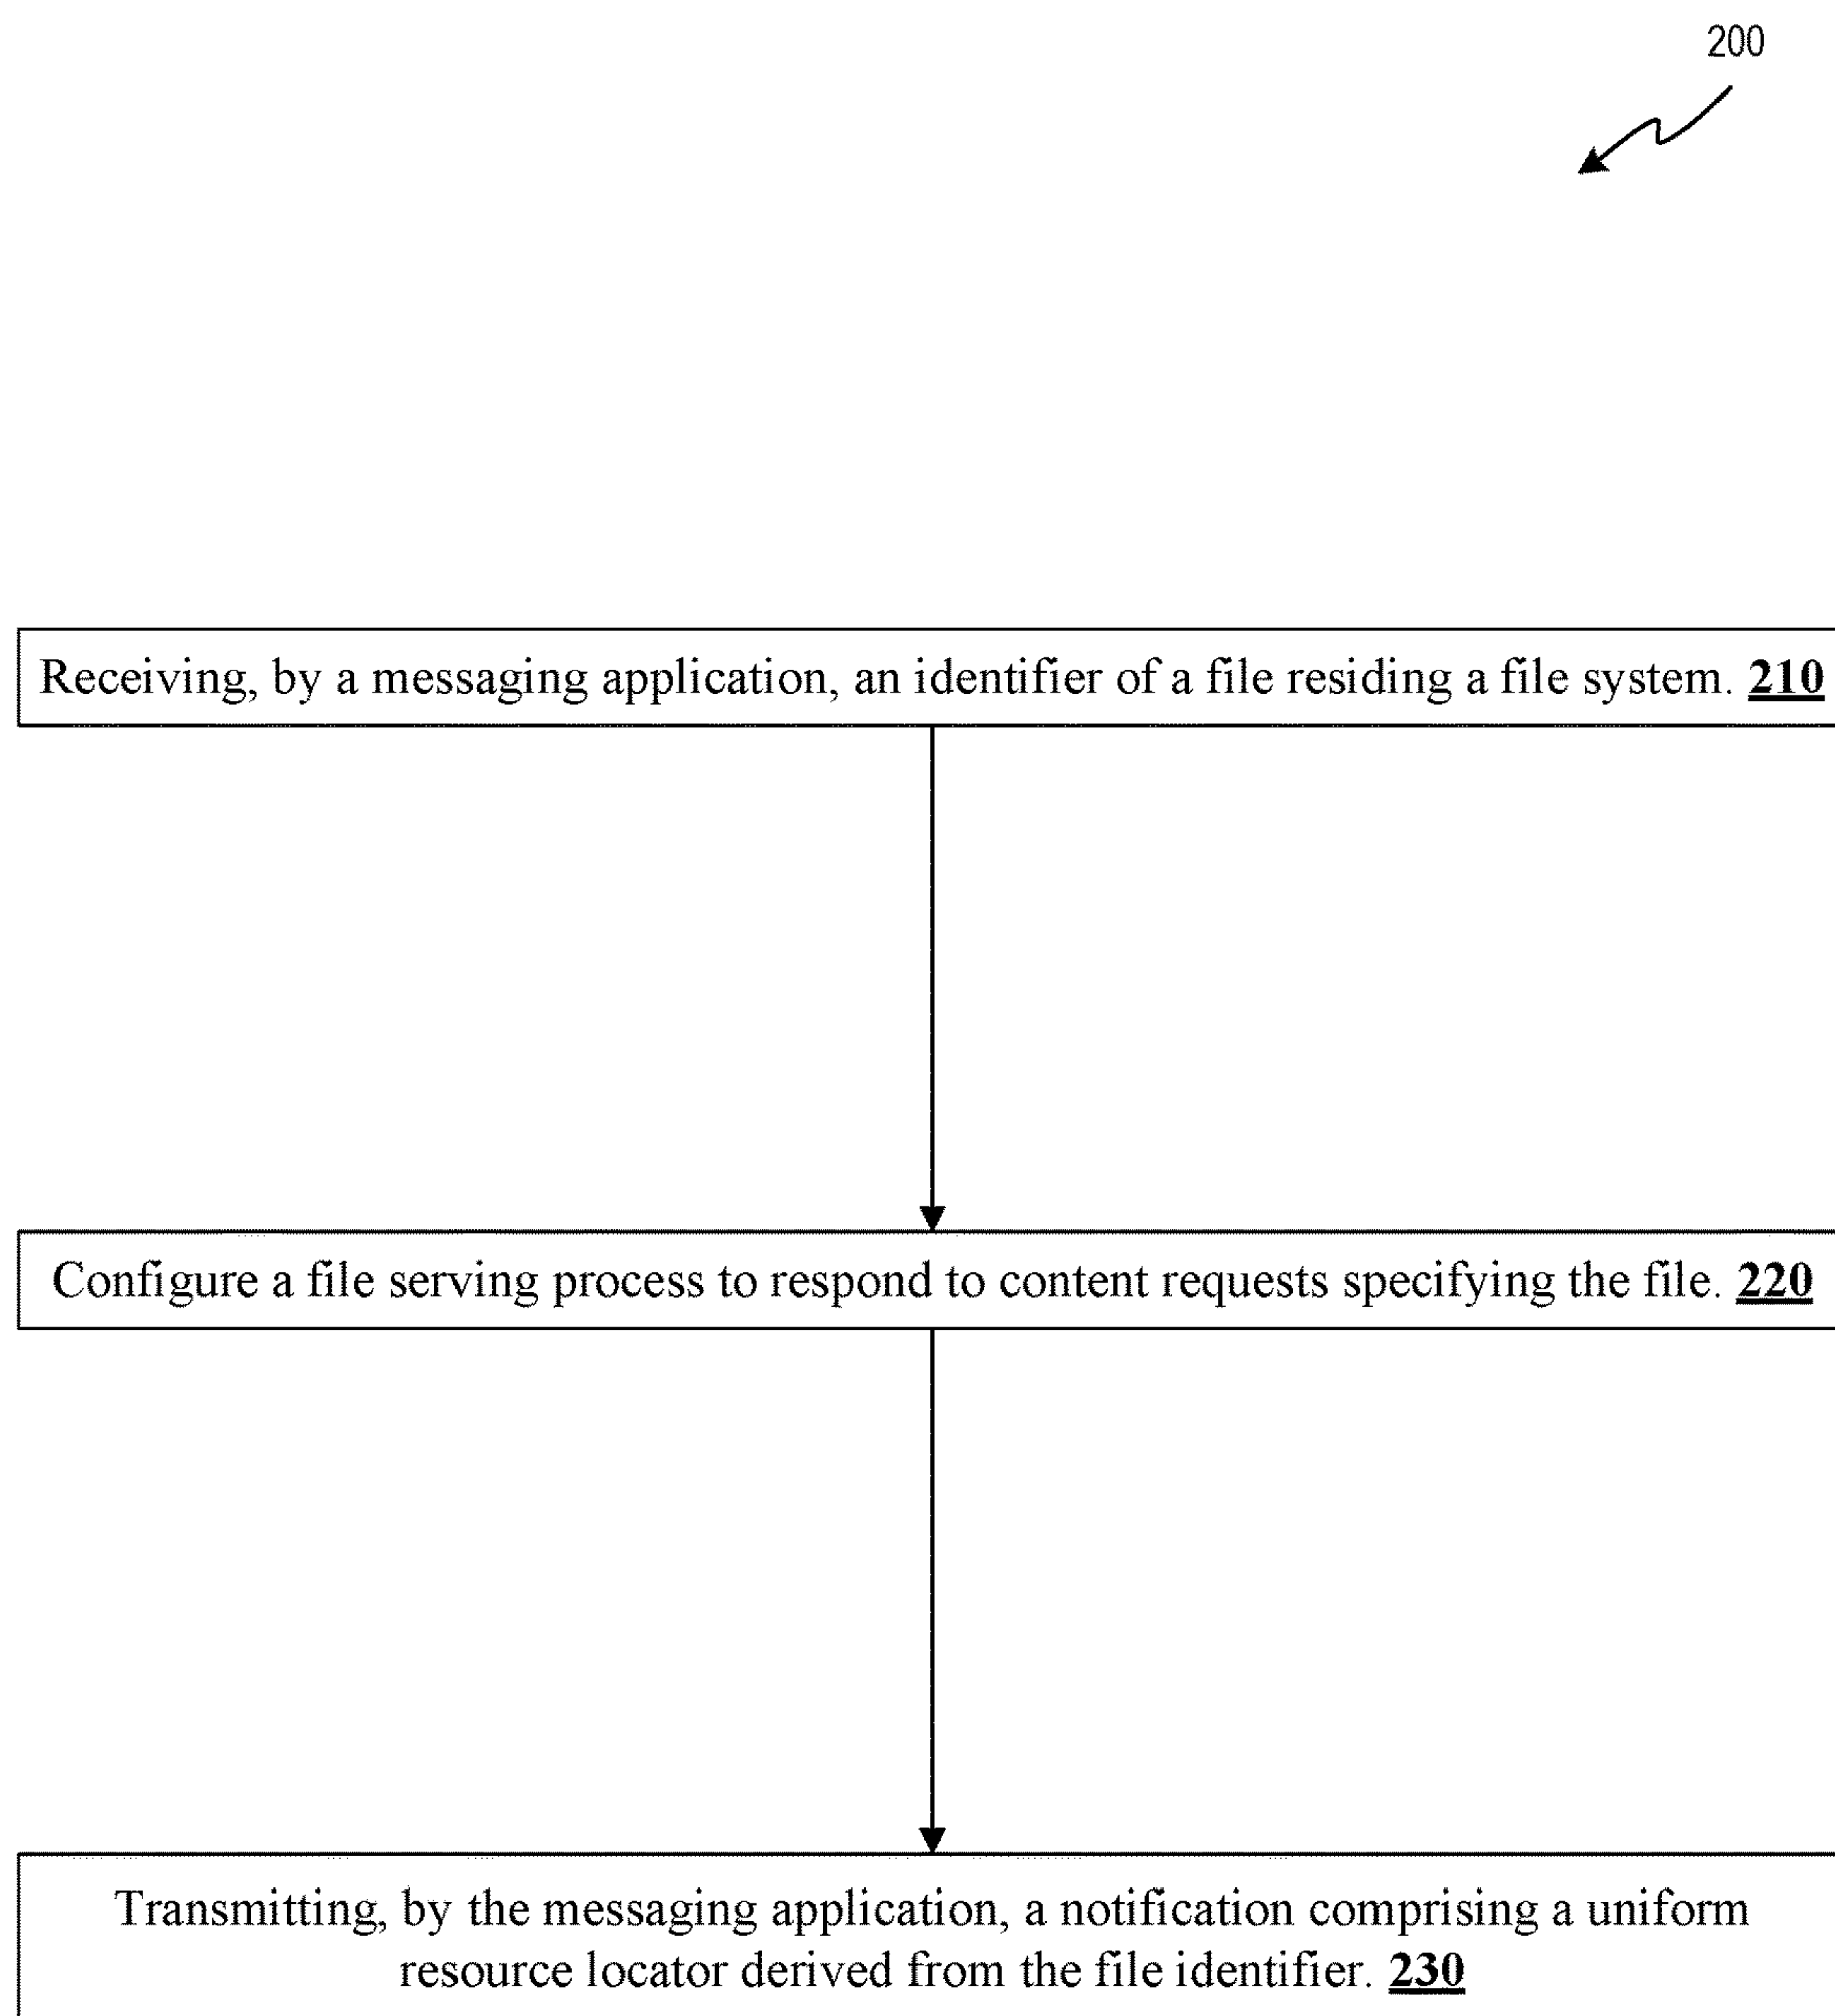 200
Receiving, by a messaging application, an identifier of a file residing a file system. 210
Configure a file serving process to respond to content requests specifying the file. 220
Transmitting, by the messaging application, a notification comprising a uniform
resource locator derived from the file identifier. 230